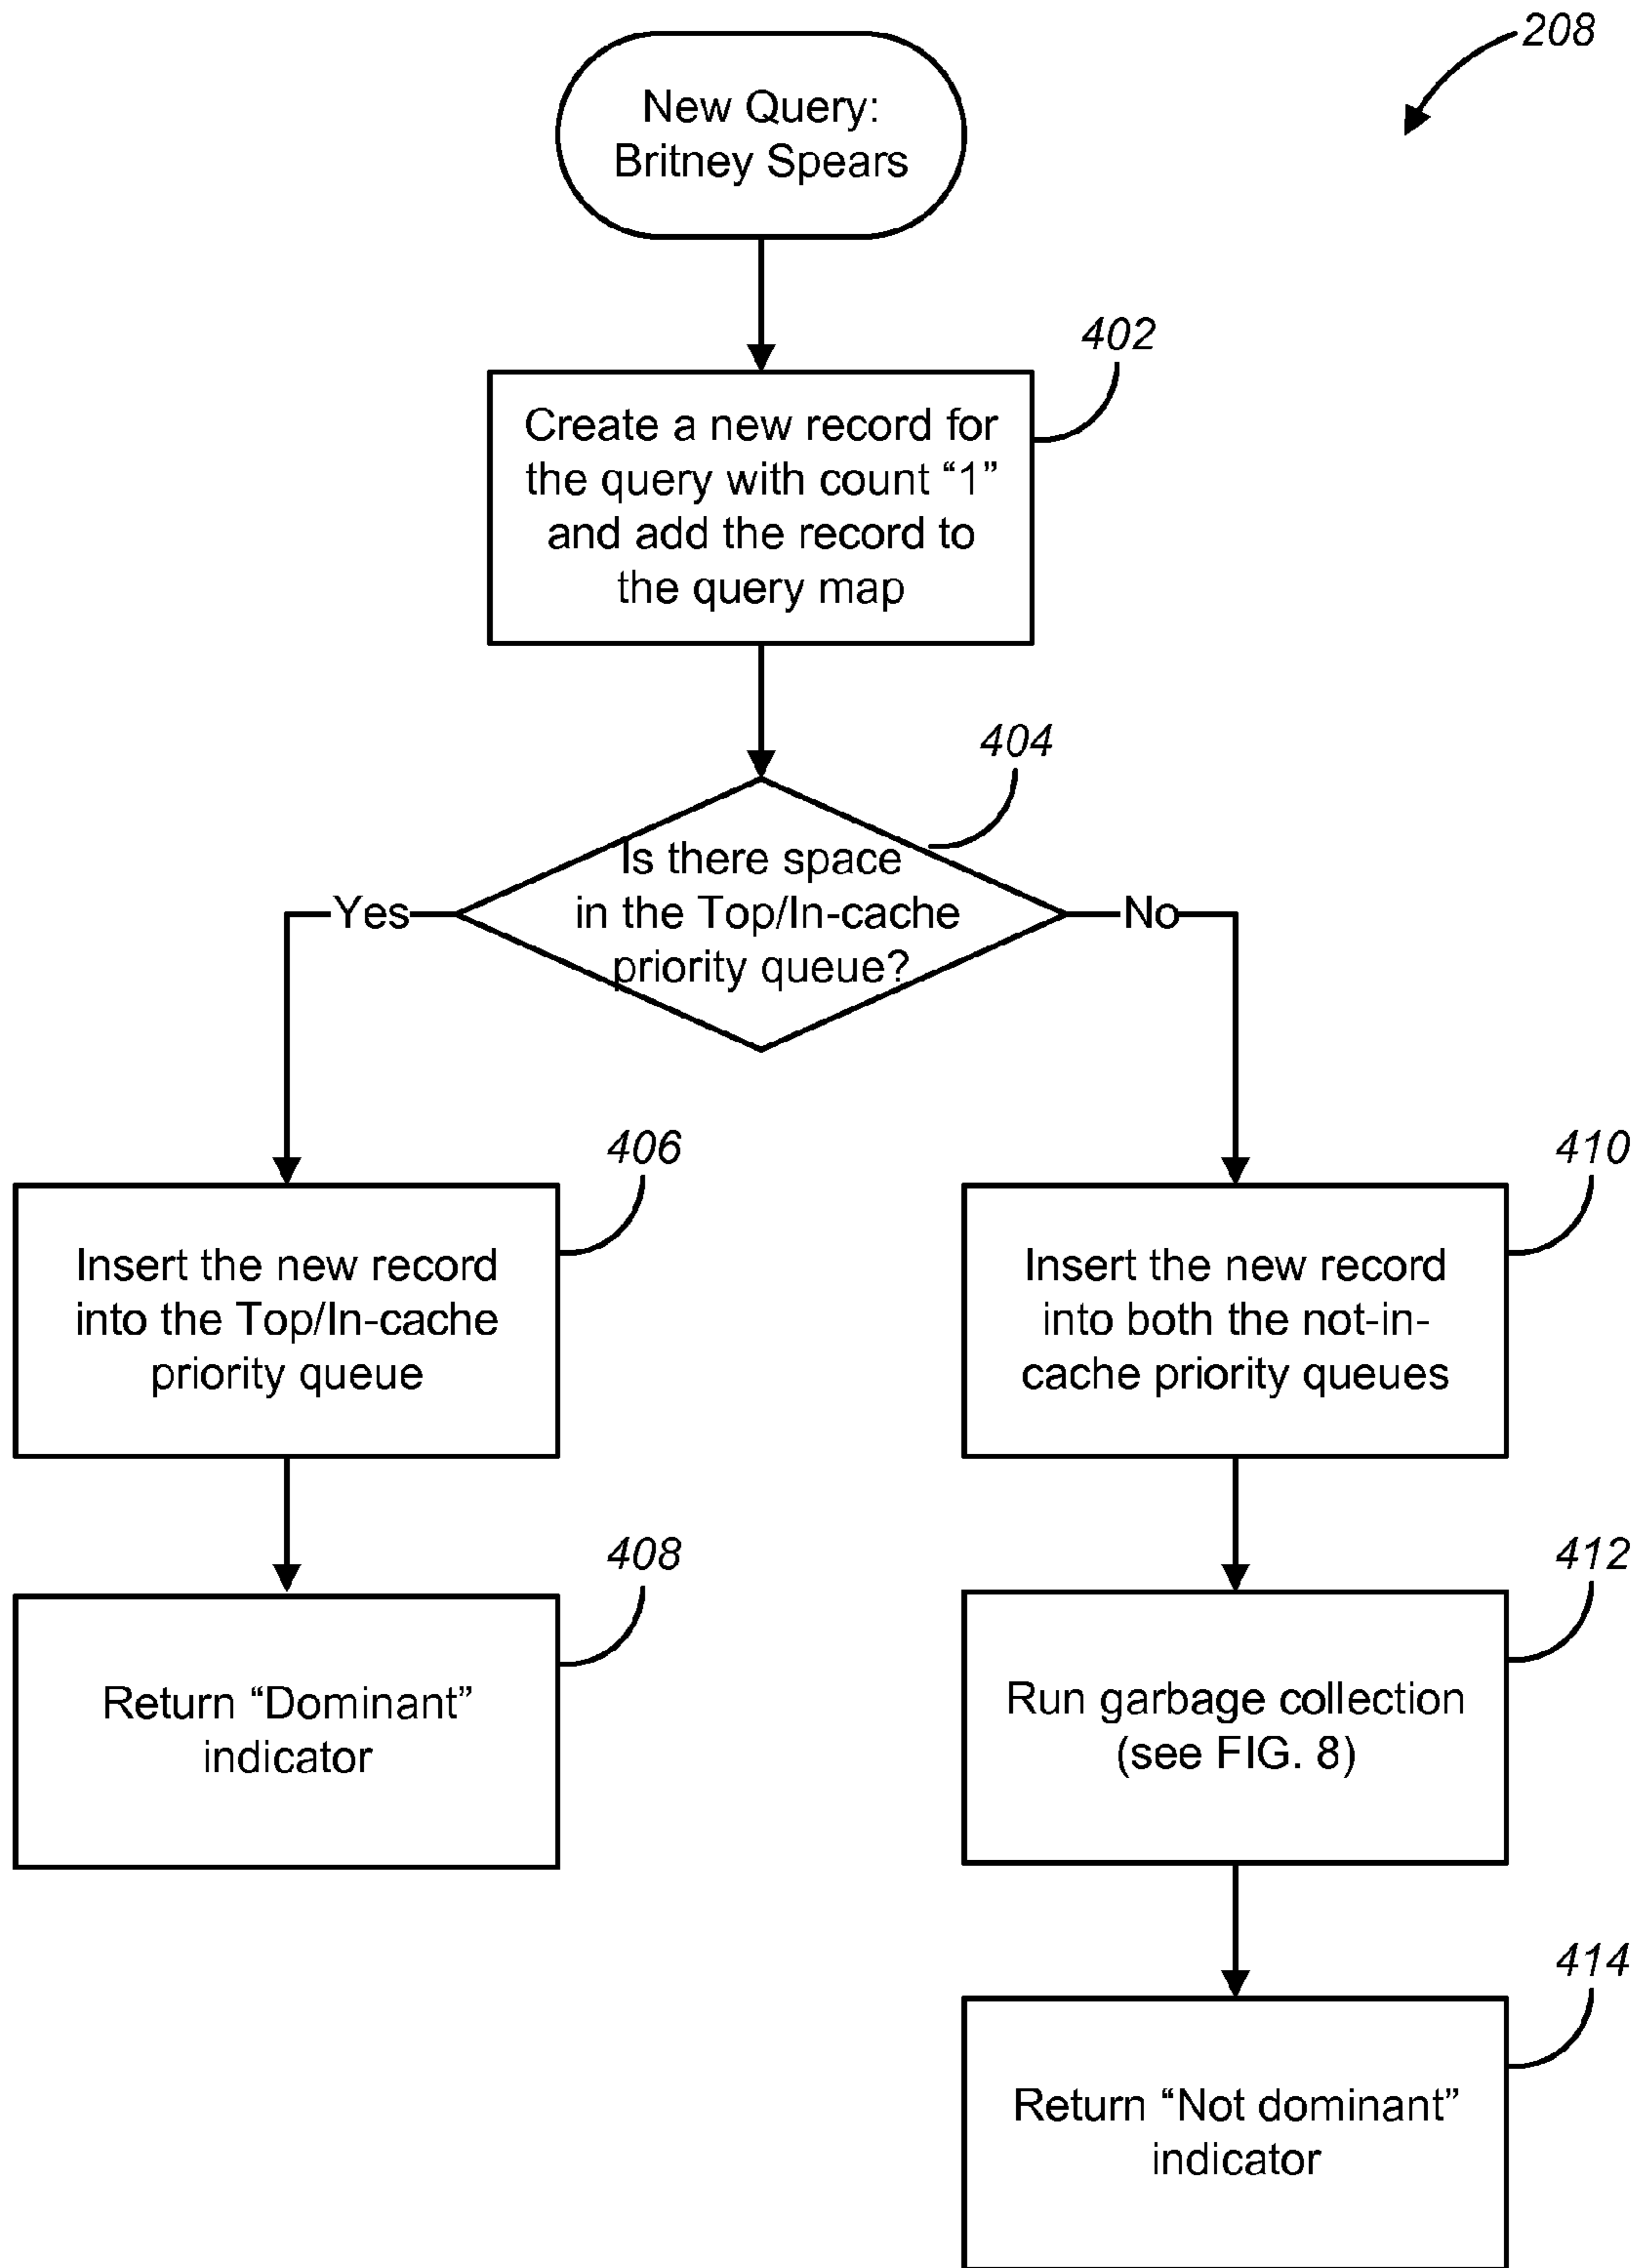 208
New Query:
Britney Spears
402
Create a new record for
the query with count “1”
and add the record to
the query map
404
Is there space
in the Top/In-cache
priority queue?
Yes
No
406
Insert the new record
into the Top/In-cache
priority queue
410
Insert the new record
into both the not-in-
cache priority queues
408
Return “Dominant”
indicator
412
Run garbage collection
(see FIG. 8)
414
Return “Not dominant”
indicator